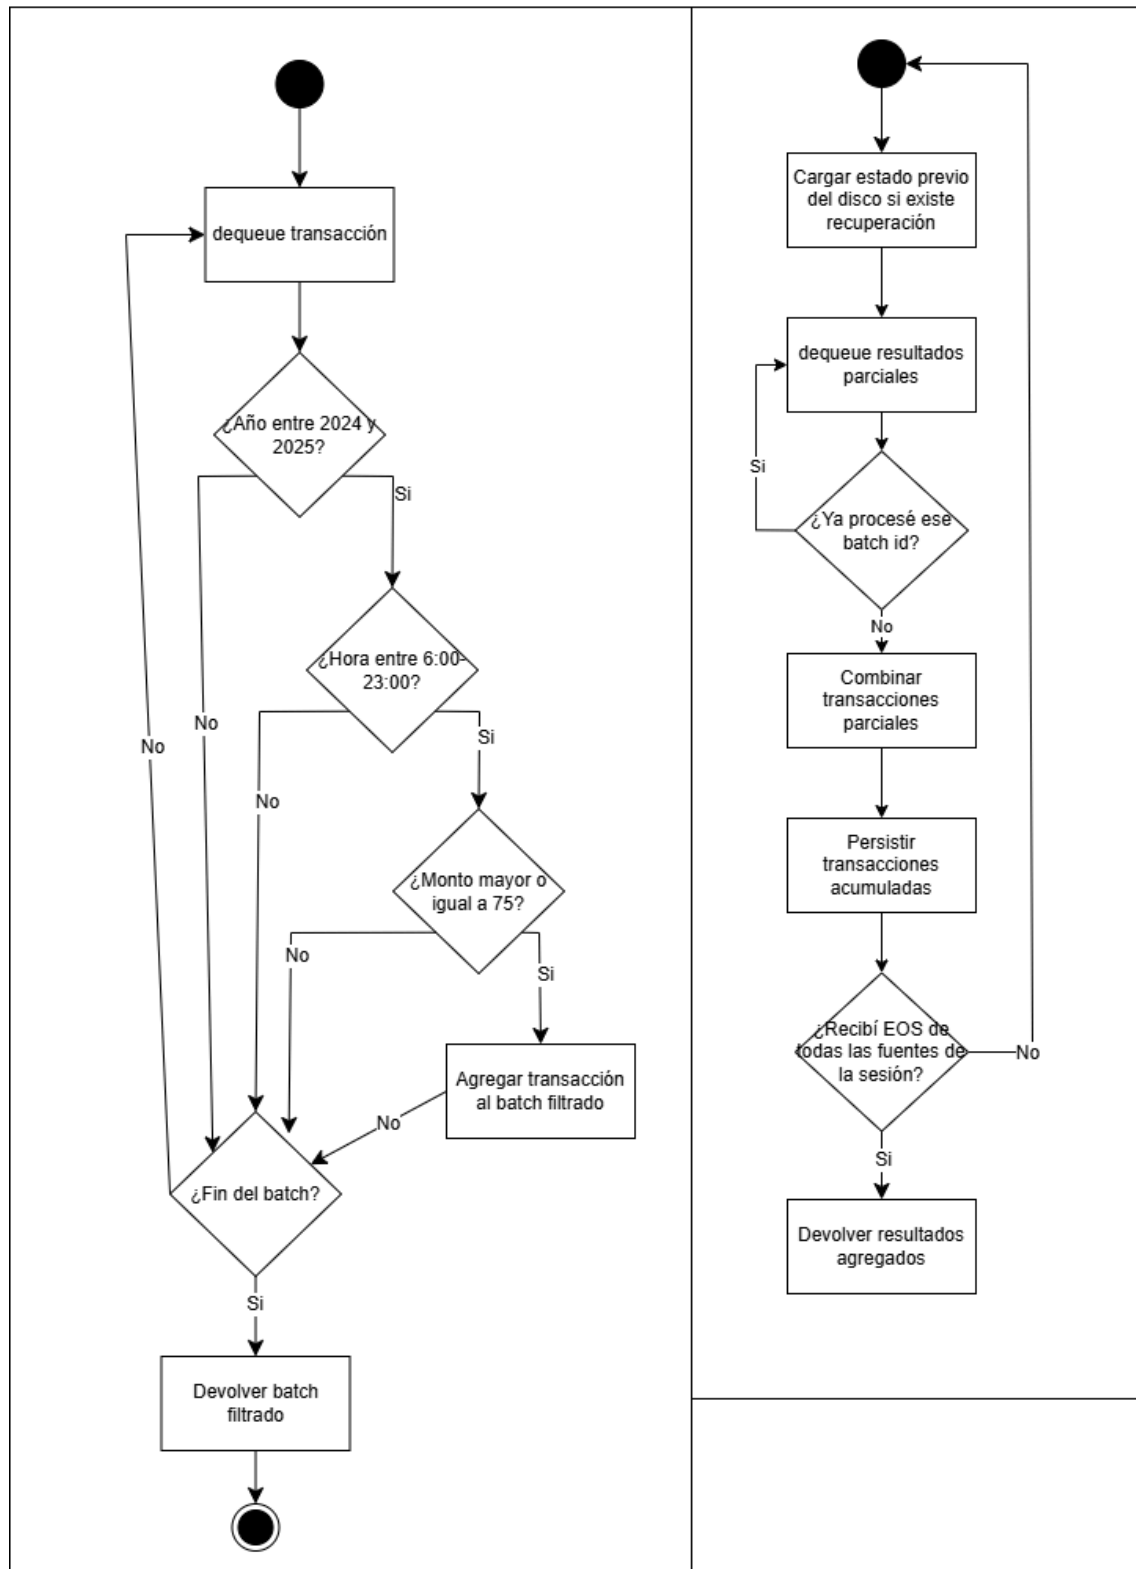 dequeue transacción
¿Año entre 2024 y
2025?
Si
No
¿Hora entre 6:00-
23:00?
Si
No
No
¿Monto mayor o
igual a 75?
No
Si
Agregar transacción
al batch filtrado
No
¿Fin del batch?
Si
Devolver batch
filtrado
Cargar estado previo
del disco si existe
recuperación
dequeue resultados
parciales
Si
¿Ya procesé ese
batch id?
No
Combinar
transacciones
parciales
Persistir
transacciones
acumuladas
¿Recibí EOS de
todas las fuentes de
la sesión?
No
Si
Devolver resultados
agregados